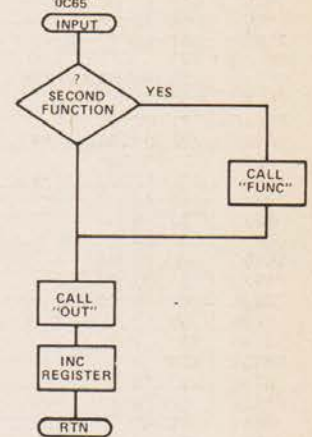 0C65
INPUT
?
SECOND
FUNCTION
YES
CALL
"FUNC"
CALL
"OUT"
INC
REGISTER
RTN